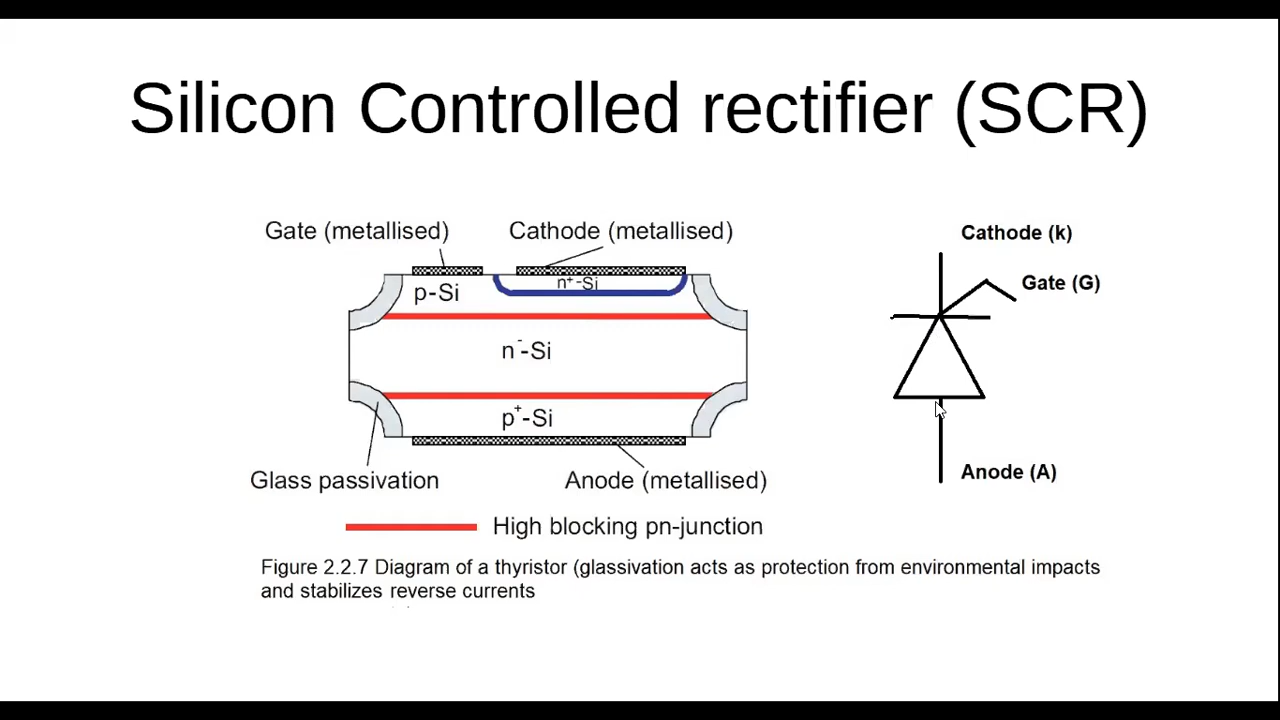 Silicon Controlled rectifier (SCR)
Gate (metallised)
Cathode (metallised)
p-Si
n⁺-Si
n⁻-Si
p⁺-Si
Glass passivation
Anode (metallised)
High blocking pn-junction
Cathode (k)
Gate (G)
Anode (A)
Figure 2.2.7 Diagram of a thyristor (glassivation acts as protection from environmental impacts
and stabilizes reverse currents